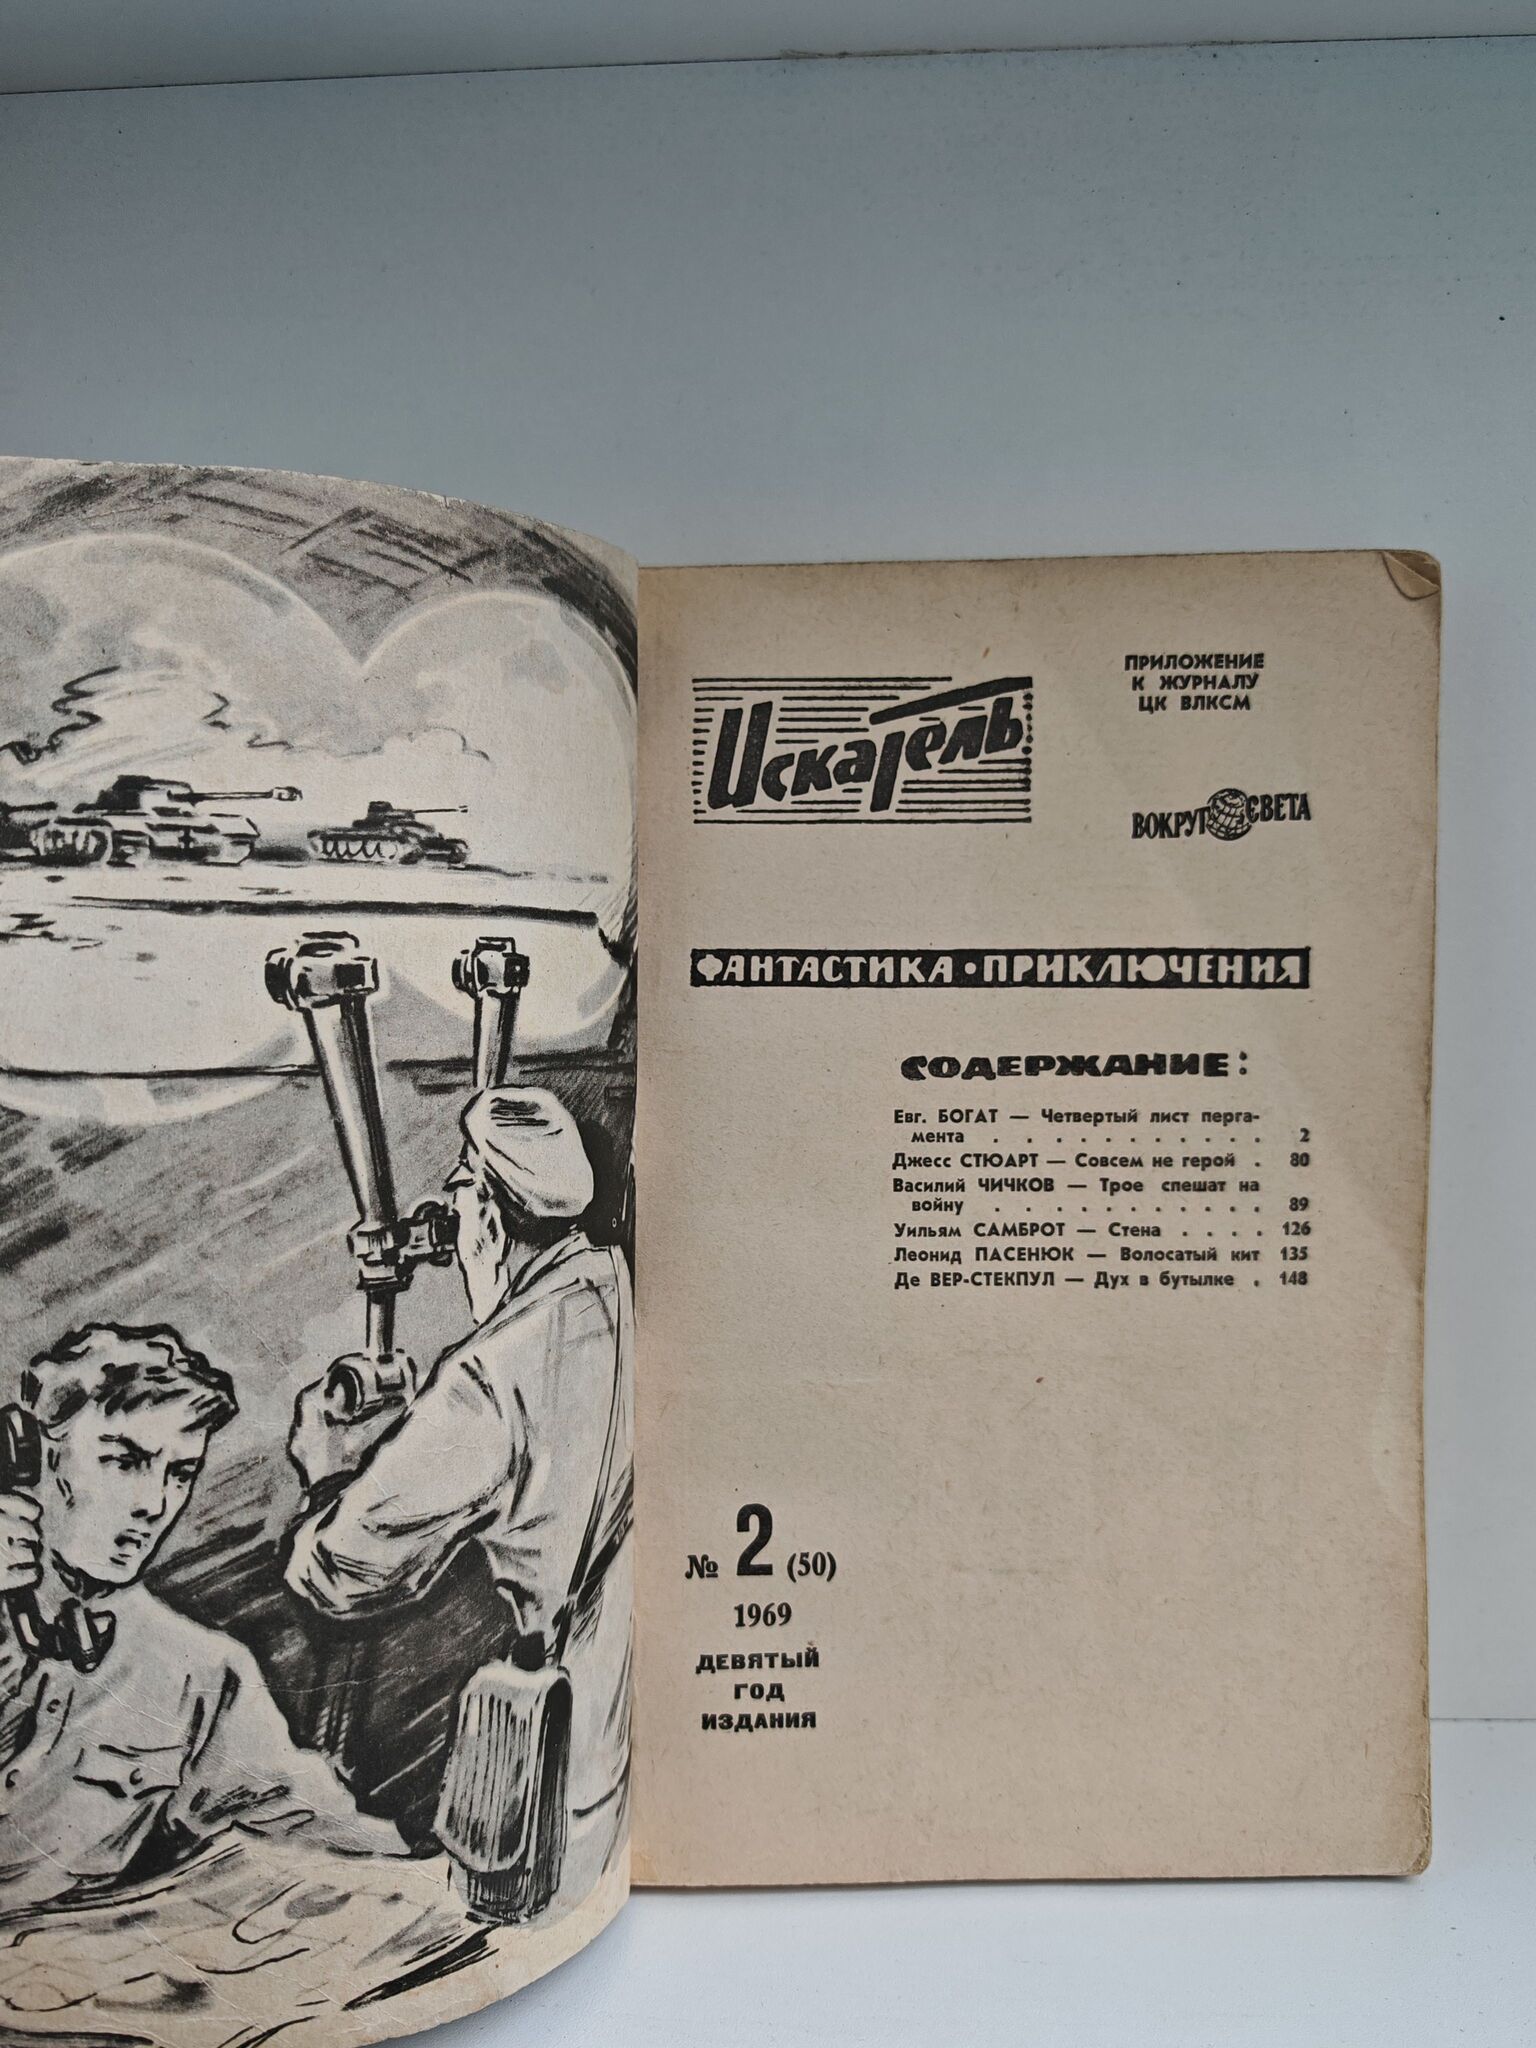 Искатель
ПРИЛОЖЕНИЕ
К ЖУРНАЛУ
ЦК ВЛКСМ
ВОКРУГ СВЕТА
ФАНТАСТИКА • ПРИКЛЮЧЕНИЯ
СОДЕРЖАНИЕ:
Евг. БОГАТ — Четвертый лист перга-
мента . . . . . . . . . . . 2
Джесс СТЮАРТ — Совсем не герой . 80
Василий ЧИЧКОВ — Трое спешат на
войну . . . . . . . . . . . 89
Уильям САМБРОТ — Стена . . . . 126
Леонид ПАСЕНЮК — Волосатый кит 135
Де ВЕР-СТЕКПУЛ — Дух в бутылке . 148
№ 2 (50)
1969
ДЕВЯТЫЙ
ГОД
ИЗДАНИЯ